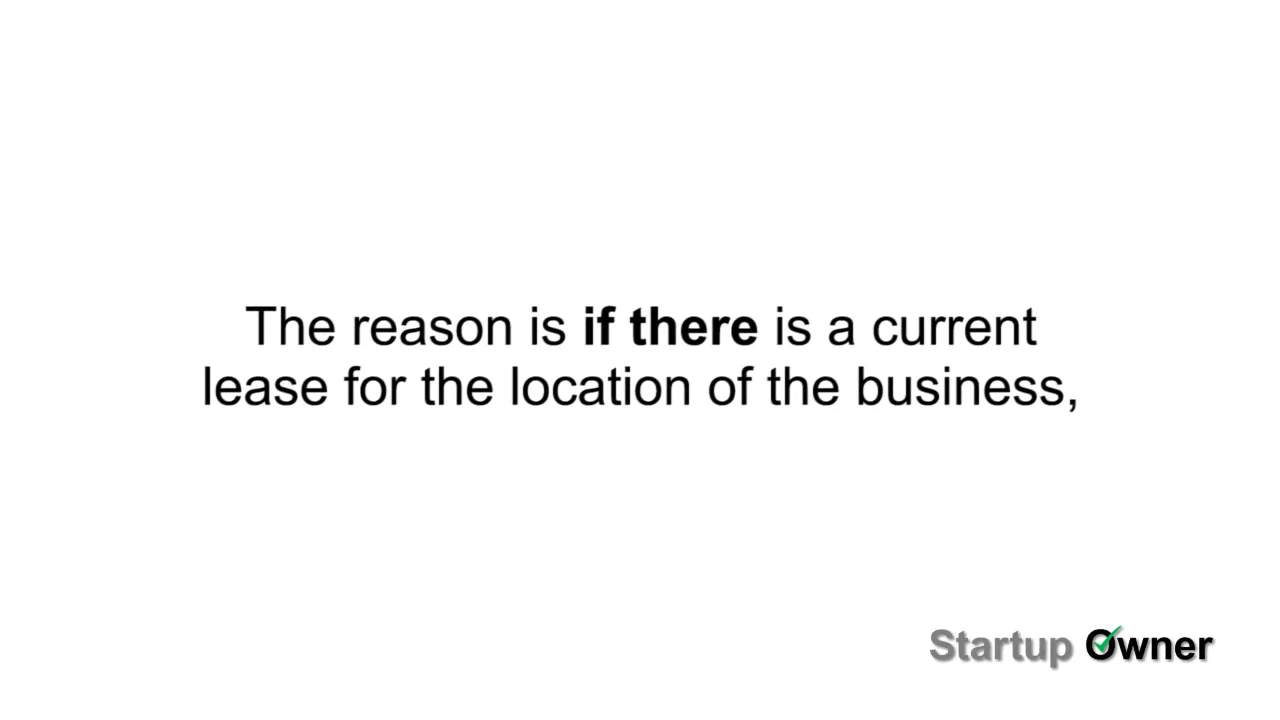 The reason is if there is a current
lease for the location of the business,
Startup Owner